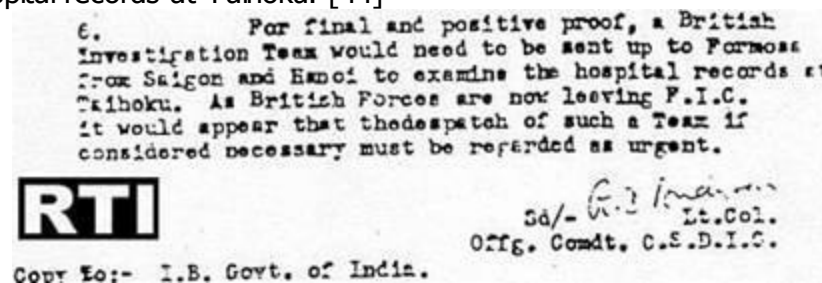 hospital records at Taihoku. [44]
6. For final and positive proof, a British
Investigation Team would need to be sent up to Formosa
from Saigon and Hanoi to examine the hospital records at
Taihoku. As British Forces are now leaving F.I.C.
it would appear that thedespatch of such a Team if
considered necessary must be regarded as urgent.
RTI
Sd/-
Lt.Col.
Offg. Comdt. C.S.D.I.C.
Copy to:- I.B. Govt. of India.